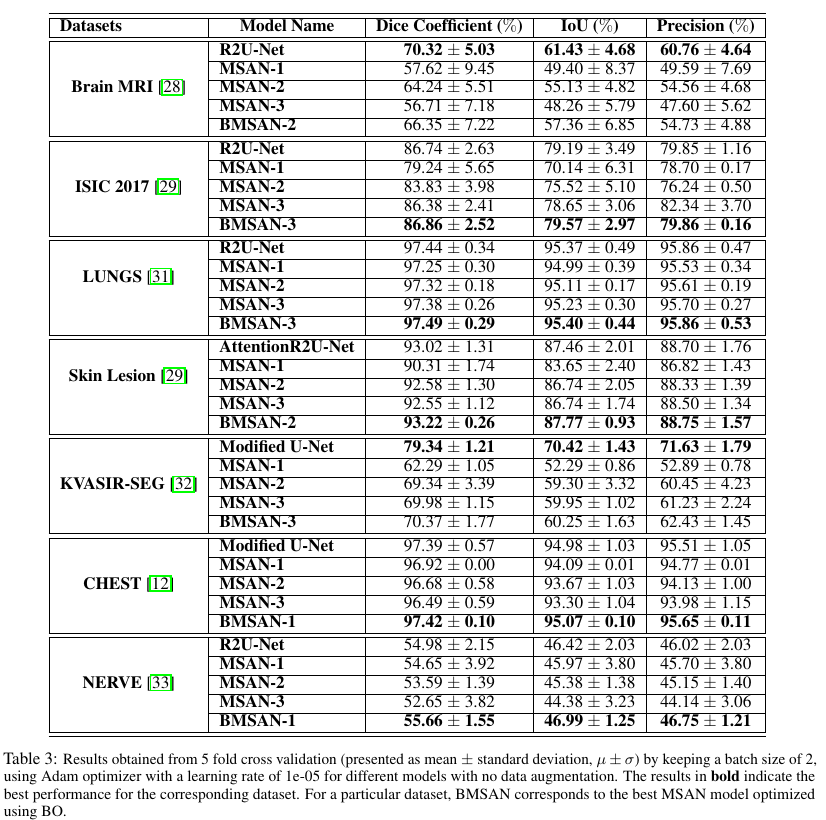 Datasets Model Name Dice Coefficient (%) IoU (%) Precision (%)
R2U-Net 70.32 ± 5.03 61.43 ± 4.68 60.76 ± 4.64
MSAN-1 57.62 ± 9.45 49.40 ± 8.37 49.59 ± 7.69
Brain MRI [28] MSAN-2 64.24 ± 5.51 55.13 ± 4.82 54.56 ± 4.68
MSAN-3 56.71 ± 7.18 48.26 ± 5.79 47.60 ± 5.62
BMSAN-2 66.35 ± 7.22 57.36 ± 6.85 54.73 ± 4.88
R2U-Net 86.74 ± 2.63 79.19 ± 3.49 79.85 ± 1.16
MSAN-1 79.24 ± 5.65 70.14 ± 6.31 78.70 ± 0.17
ISIC 2017 [29] MSAN-2 83.83 ± 3.98 75.52 ± 5.10 76.24 ± 0.50
MSAN-3 86.38 ± 2.41 78.65 ± 3.06 82.34 ± 3.70
BMSAN-3 86.86 ± 2.52 79.57 ± 2.97 79.86 ± 0.16
R2U-Net 97.44 ± 0.34 95.37 ± 0.49 95.86 ± 0.47
MSAN-1 97.25 ± 0.30 94.99 ± 0.39 95.53 ± 0.34
LUNGS [31] MSAN-2 97.32 ± 0.18 95.11 ± 0.17 95.61 ± 0.19
MSAN-3 97.38 ± 0.26 95.23 ± 0.30 95.70 ± 0.27
BMSAN-3 97.49 ± 0.29 95.40 ± 0.44 95.86 ± 0.53
AttentionR2U-Net 93.02 ± 1.31 87.46 ± 2.01 88.70 ± 1.76
MSAN-1 90.31 ± 1.74 83.65 ± 2.40 86.82 ± 1.43
Skin Lesion [29] MSAN-2 92.58 ± 1.30 86.74 ± 2.05 88.33 ± 1.39
MSAN-3 92.55 ± 1.12 86.74 ± 1.74 88.50 ± 1.34
BMSAN-2 93.22 ± 0.26 87.77 ± 0.93 88.75 ± 1.57
Modified U-Net 79.34 ± 1.21 70.42 ± 1.43 71.63 ± 1.79
MSAN-1 62.29 ± 1.05 52.29 ± 0.86 52.89 ± 0.78
KVASIR-SEG [32] MSAN-2 69.34 ± 3.39 59.30 ± 3.32 60.45 ± 4.23
MSAN-3 69.98 ± 1.15 59.95 ± 1.02 61.23 ± 2.24
BMSAN-3 70.37 ± 1.77 60.25 ± 1.63 62.43 ± 1.45
Modified U-Net 97.39 ± 0.57 94.98 ± 1.03 95.51 ± 1.05
MSAN-1 96.92 ± 0.00 94.09 ± 0.01 94.77 ± 0.01
CHEST [12] MSAN-2 96.68 ± 0.58 93.67 ± 1.03 94.13 ± 1.00
MSAN-3 96.49 ± 0.59 93.30 ± 1.04 93.98 ± 1.15
BMSAN-1 97.42 ± 0.10 95.07 ± 0.10 95.65 ± 0.11
R2U-Net 54.98 ± 2.15 46.42 ± 2.03 46.02 ± 2.03
MSAN-1 54.65 ± 3.92 45.97 ± 3.80 45.70 ± 3.80
NERVE [33] MSAN-2 53.59 ± 1.39 45.38 ± 1.38 45.15 ± 1.40
MSAN-3 52.65 ± 3.82 44.38 ± 3.23 44.14 ± 3.06
BMSAN-1 55.66 ± 1.55 46.99 ± 1.25 46.75 ± 1.21
Table 3: Results obtained from 5 fold cross validation (presented as mean ± standard deviation, μ ± σ) by keeping a batch size of 2,
using Adam optimizer with a learning rate of 1e-05 for different models with no data augmentation. The results in bold indicate the
best performance for the corresponding dataset. For a particular dataset, BMSAN corresponds to the best MSAN model optimized
using BO.